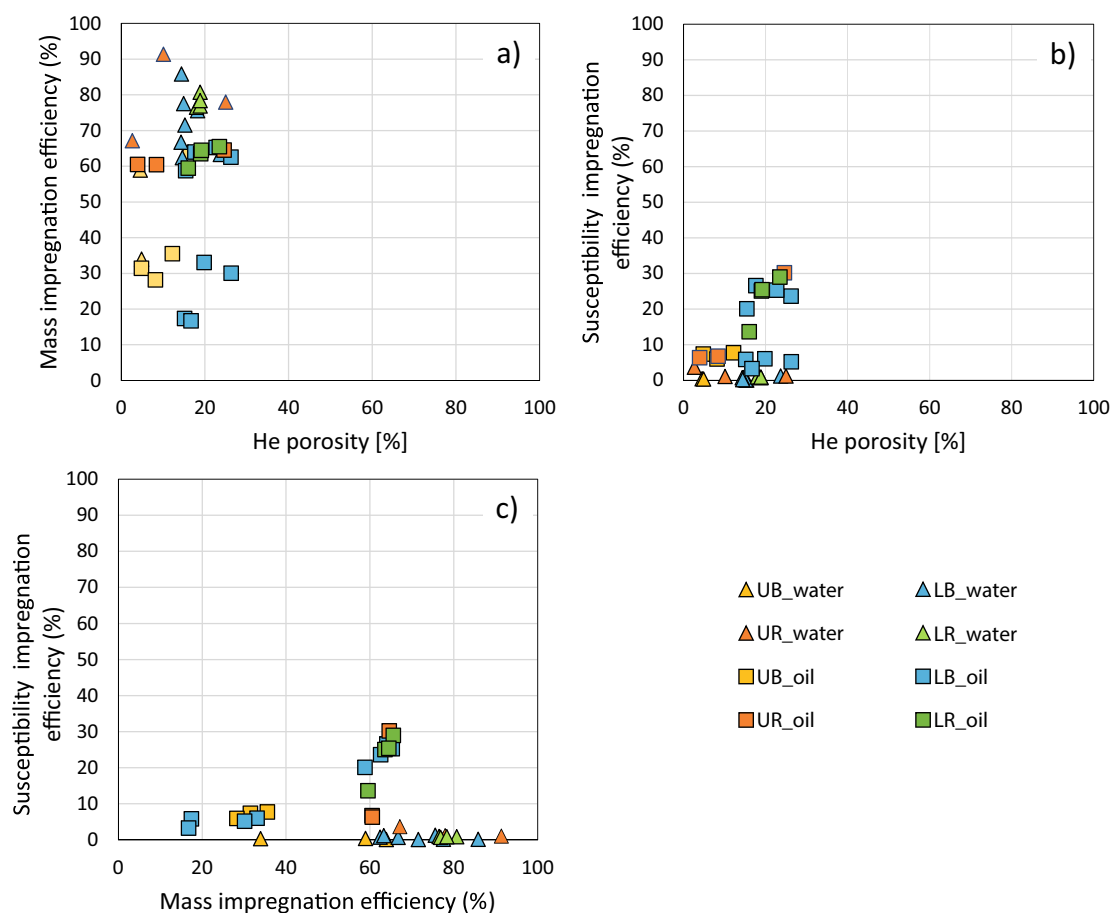 100
90
80
70
60
50
40
30
20
10
0
Mass impregnation efficiency (%)
a)
0 20 40 60 80 100
He porosity [%]
100
90
80
70
60
50
40
30
20
10
0
Susceptibility impregnation
efficiency (%)
b)
0 20 40 60 80 100
He porosity [%]
100
90
80
70
60
50
40
30
20
10
0
Susceptibility impregnation
efficiency (%)
c)
0 20 40 60 80 100
Mass impregnation efficiency (%)
UB_water LB_water
UR_water LR_water
UB_oil LB_oil
UR_oil LR_oil